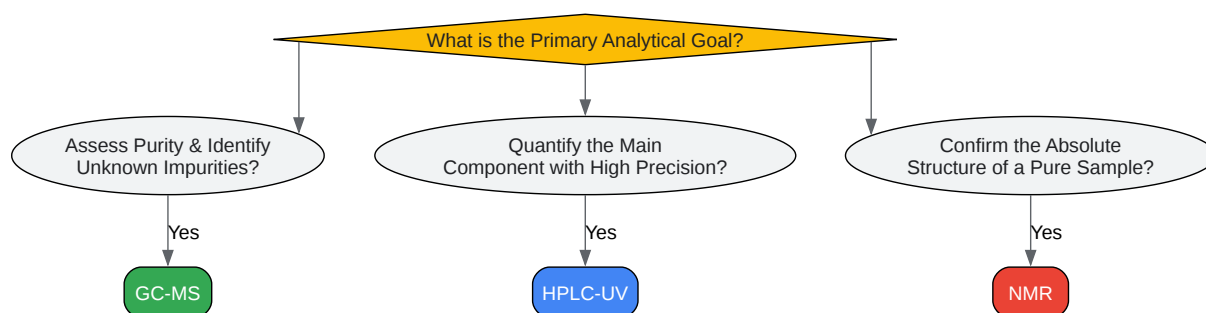 What is the Primary Analytical Goal?
Assess Purity & Identify
Unknown Impurities?
Quantify the Main
Component with High Precision?
Confirm the Absolute
Structure of a Pure Sample?
Yes
Yes
Yes
GC-MS
HPLC-UV
NMR